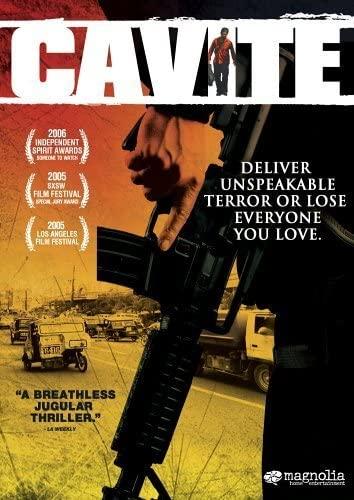 CAVITE
2006
INDEPENDENT
SPIRIT AWARDS
SOMEONE TO WATCH
2005
SXSW
FILM FESTIVAL
SPECIAL JURY AWARD
2005
LOS ANGELES
FILM FESTIVAL
DELIVER
UNSPEAKABLE
TERROR OR LOSE
EVERYONE
YOU LOVE.
"A BREATHLESS
JUGULAR
THRILLER."
- LA WEEKLY
magnolia
home entertainment